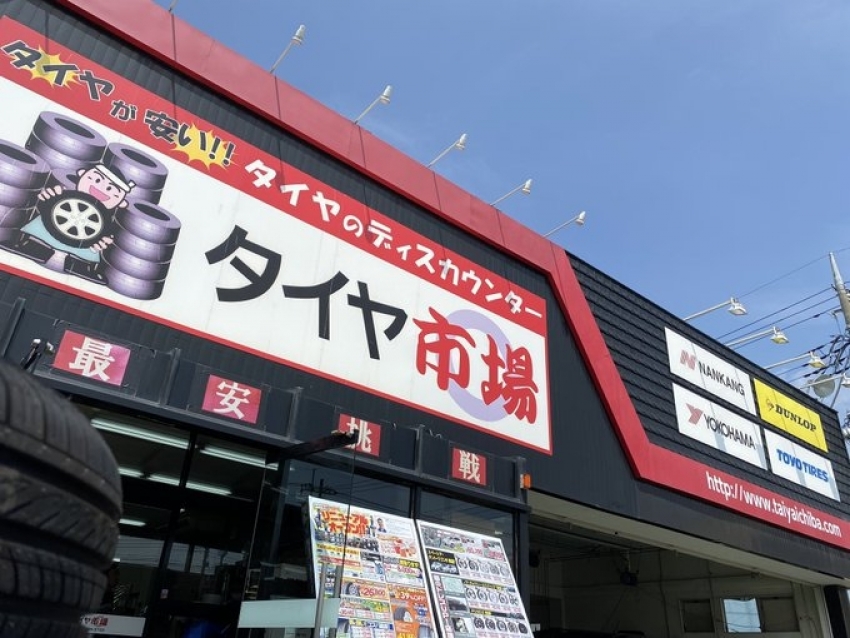 タイヤが安い!!
タイヤのディスカウンター
タイヤ市場
最安挑戦
NANKANG
DUNLOP
YOKOHAMA
TOYO TIRES
http://www.taiyaichiba.com